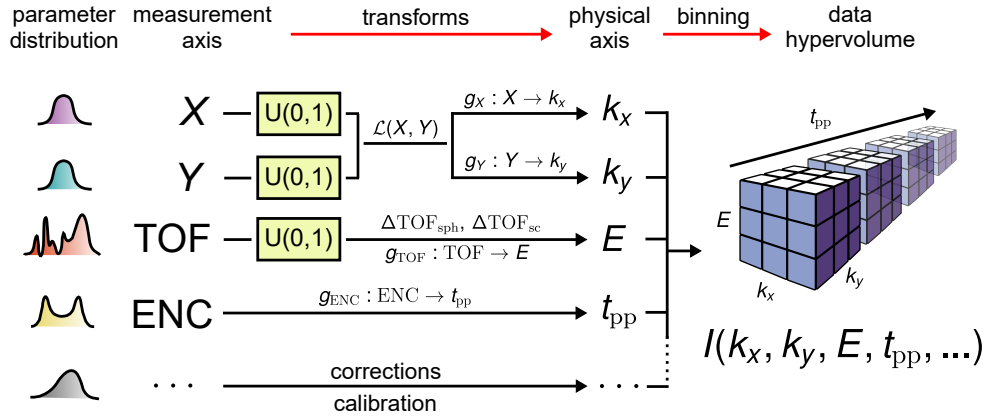 parameter distribution
measurement axis
transforms
physical axis
binning
data hypervolume
X
U(0,1)
ℒ(X, Y)
g_X : X → k_x
k_x
Y
U(0,1)
g_Y : Y → k_y
k_y
TOF
U(0,1)
ΔTOF_sph, ΔTOF_sc
g_TOF : TOF → E
E
ENC
g_ENC : ENC → t_pp
t_pp
. . .
corrections
calibration
. . .
t_pp
E
k_x
k_y
I(k_x, k_y, E, t_pp, ...)